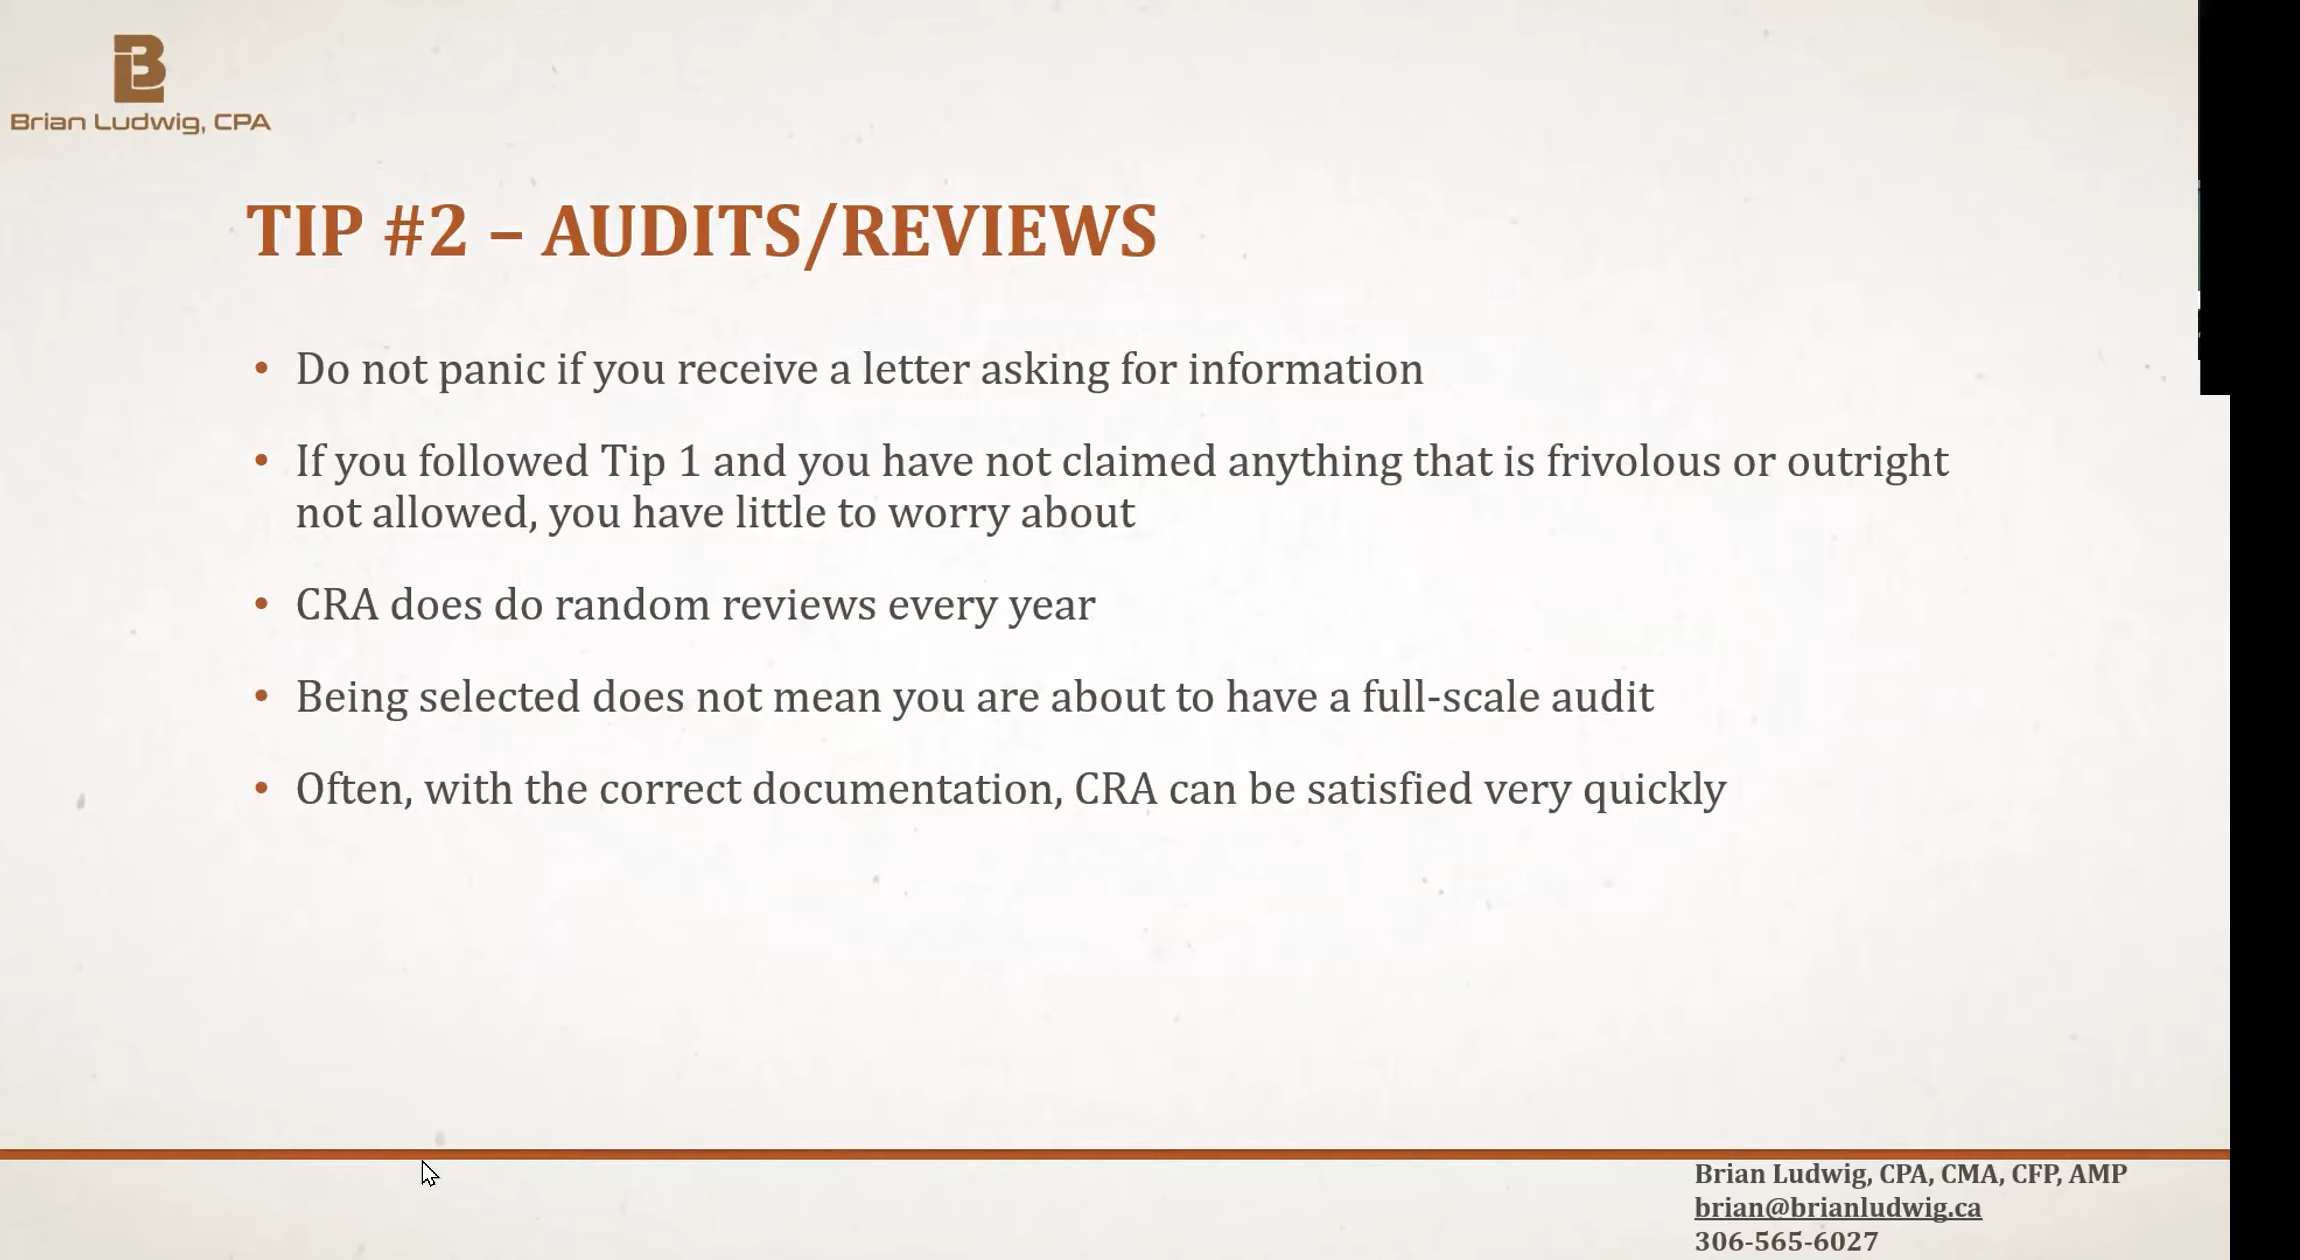 Brian Ludwig, CPA
TIP #2 – AUDITS/REVIEWS
• Do not panic if you receive a letter asking for information
• If you followed Tip 1 and you have not claimed anything that is frivolous or outright
not allowed, you have little to worry about
• CRA does do random reviews every year
• Being selected does not mean you are about to have a full-scale audit
• Often, with the correct documentation, CRA can be satisfied very quickly
Brian Ludwig, CPA, CMA, CFP, AMP
brian@brianludwig.ca
306-565-6027